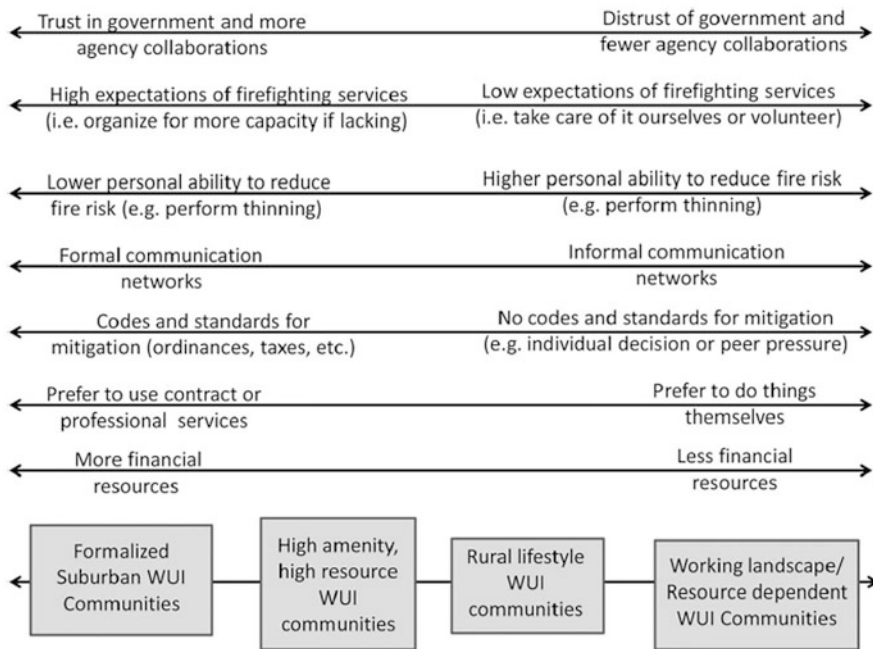 Trust in government and more
agency collaborations
Distrust of government and
fewer agency collaborations
High expectations of firefighting services
(i.e. organize for more capacity if lacking)
Low expectations of firefighting services
(i.e. take care of it ourselves or volunteer)
Lower personal ability to reduce
fire risk (e.g. perform thinning)
Higher personal ability to reduce fire risk
(e.g. perform thinning)
Formal communication
networks
Informal communication
networks
Codes and standards for
mitigation (ordinances, taxes, etc.)
No codes and standards for mitigation
(e.g. individual decision or peer pressure)
Prefer to use contract or
professional services
Prefer to do things
themselves
More financial
resources
Less financial
resources
Formalized
Suburban WUI
Communities
High amenity,
high resource
WUI
communities
Rural lifestyle
WUI
communities
Working landscape/
Resource dependent
WUI Communities